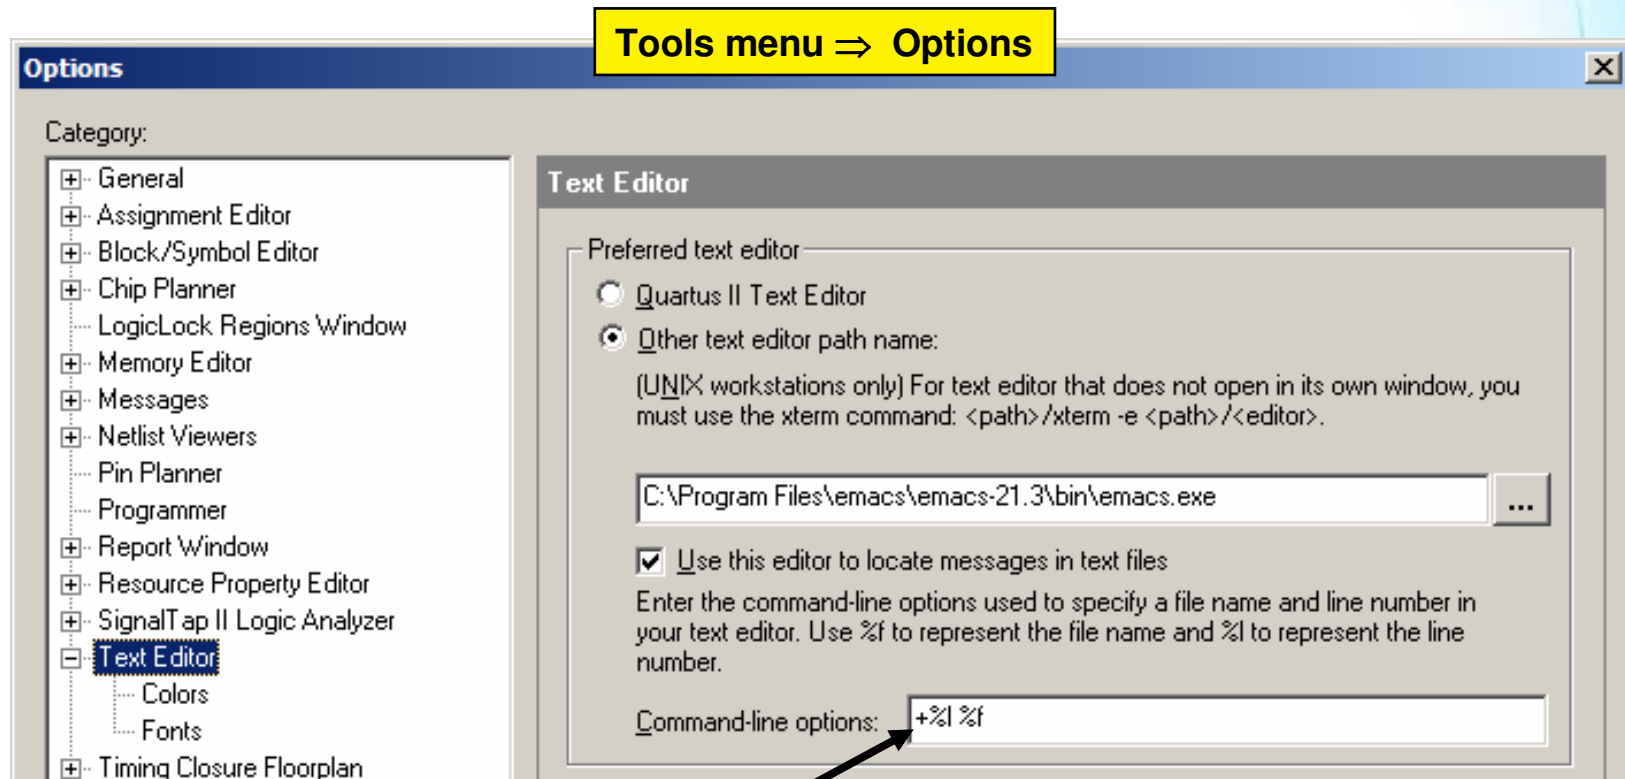 Tools menu ⇒ Options
Options
Category:
General
Assignment Editor
Block/Symbol Editor
Chip Planner
LogicLock Regions Window
Memory Editor
Messages
Netlist Viewers
Pin Planner
Programmer
Report Window
Resource Property Editor
SignalTap II Logic Analyzer
Text Editor
Colors
Fonts
Timing Closure Floorplan
Text Editor
Preferred text editor
Quartus II Text Editor
Other text editor path name:
(UNIX workstations only) For text editor that does not open in its own window, you
must use the xterm command: <path>/xterm -e <path>/<editor>.
C:\Program Files\emacs\emacs-21.3\bin\emacs.exe
...
Use this editor to locate messages in text files
Enter the command-line options used to specify a file name and line number in
your text editor. Use %f to represent the file name and %l to represent the line
number.
Command-line options:
+%l %f